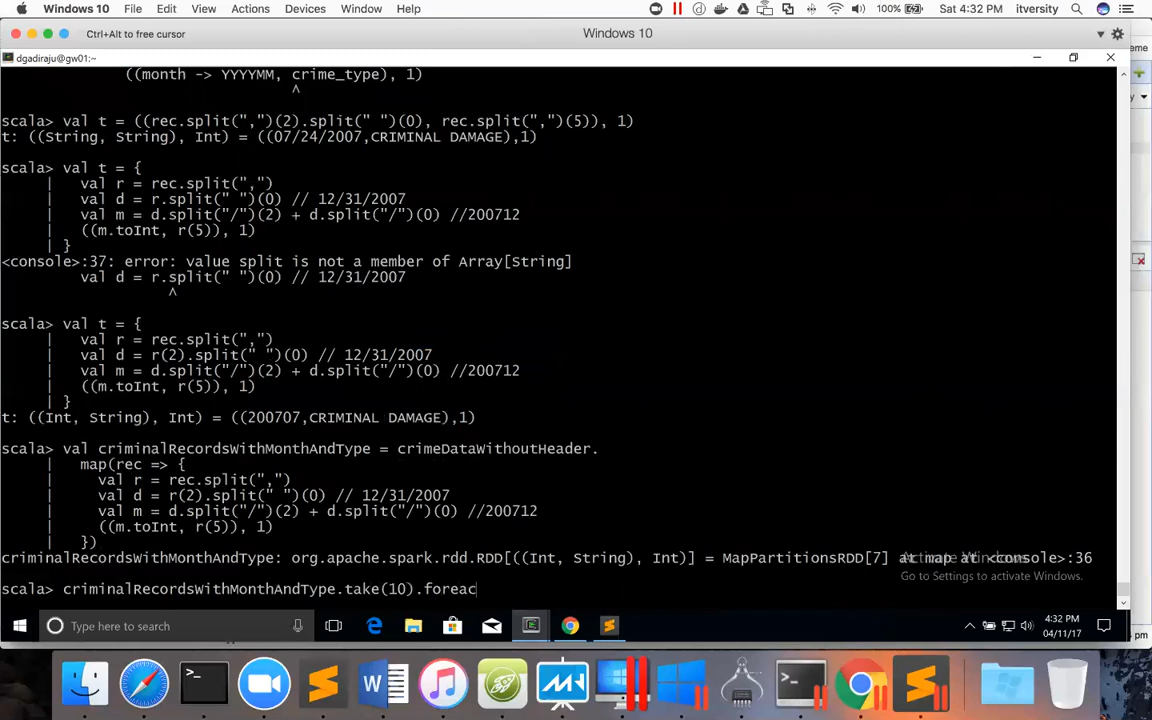 Windows 10 File Edit View Actions Devices Window Help 100% Sat 4:32 PM itversity
Ctrl+Alt to free cursor Windows 10
dgadiraju@gw01:~
((month -> YYYYMM, crime_type), 1)
^
scala> val t = ((rec.split(",")(2).split(" ")(0), rec.split(",")(5)), 1)
t: ((String, String), Int) = ((07/24/2007,CRIMINAL DAMAGE),1)
scala> val t = {
| val r = rec.split(",")
| val d = r.split(" ")(0) // 12/31/2007
| val m = d.split("/")(2) + d.split("/")(0) //200712
| ((m.toInt, r(5)), 1)
| }
<console>:37: error: value split is not a member of Array[String]
val d = r.split(" ")(0) // 12/31/2007
^
scala> val t = {
| val r = rec.split(",")
| val d = r(2).split(" ")(0) // 12/31/2007
| val m = d.split("/")(2) + d.split("/")(0) //200712
| ((m.toInt, r(5)), 1)
| }
t: ((Int, String), Int) = ((200707,CRIMINAL DAMAGE),1)
scala> val criminalRecordsWithMonthAndType = crimeDataWithoutHeader.
| map(rec => {
| val r = rec.split(",")
| val d = r(2).split(" ")(0) // 12/31/2007
| val m = d.split("/")(2) + d.split("/")(0) //200712
| ((m.toInt, r(5)), 1)
| })
criminalRecordsWithMonthAndType: org.apache.spark.rdd.RDD[((Int, String), Int)] = MapPartitionsRDD[7] at map at <console>:36
Activate Windows
Go to Settings to activate Windows.
scala> criminalRecordsWithMonthAndType.take(10).foreac
Type here to search
4:32 PM
04/11/17
eme
pm